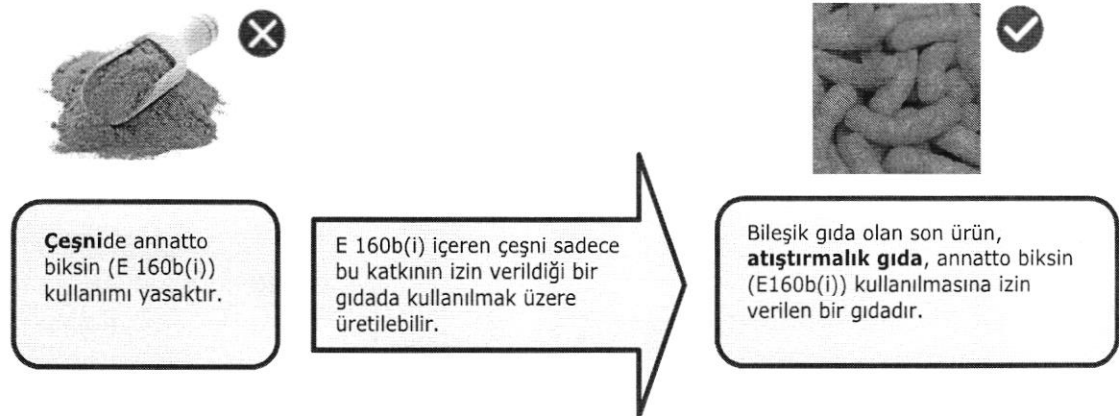 Çeşnide annatto
biksin (E 160b(i))
kullanımı yasaktır.
E 160b(i) içeren çeşni sadece
bu katkının izin verildiği bir
gıdada kullanılmak üzere
üretilebilir.
Bileşik gıda olan son ürün,
atıştırmalık gıda, annatto biksin
(E160b(i)) kullanılmasına izin
verilen bir gıdadır.